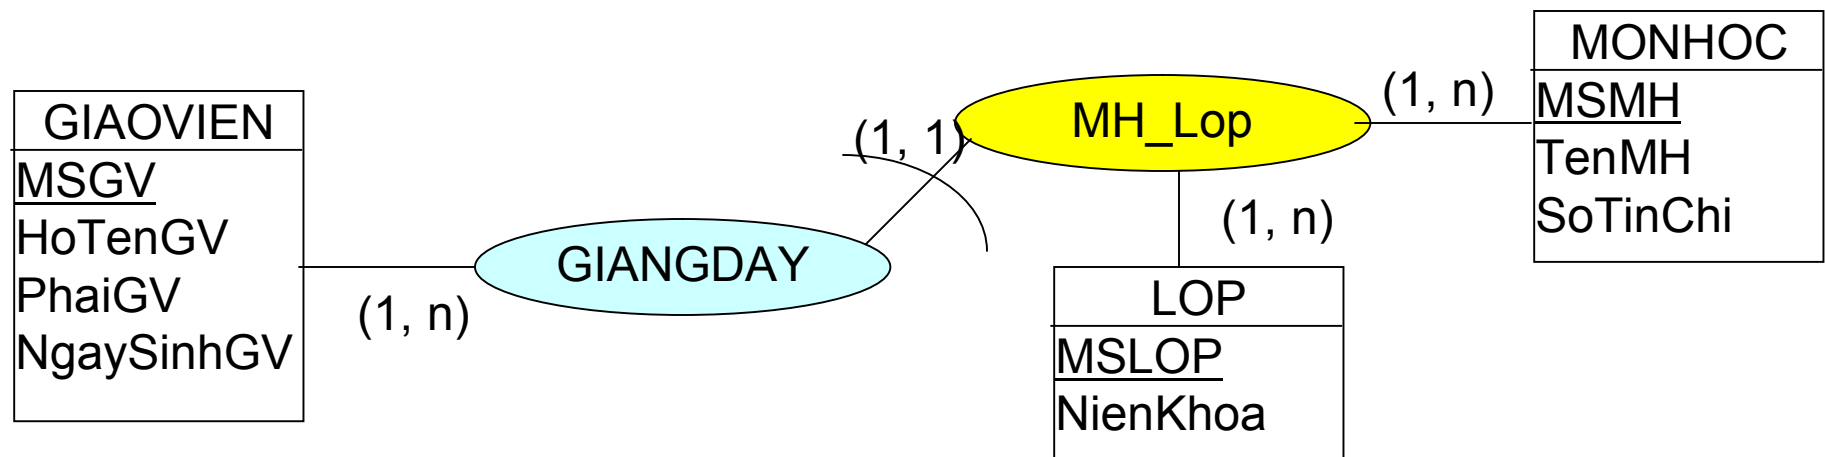 GIAOVIEN
MSGV
HoTenGV
PhaiGV
NgaySinhGV
(1, n)
GIANGDAY
(1, 1)
MH_Lop
(1, n)
LOP
MSLOP
NienKhoa
(1, n)
MONHOC
MSMH
TenMH
SoTinChi